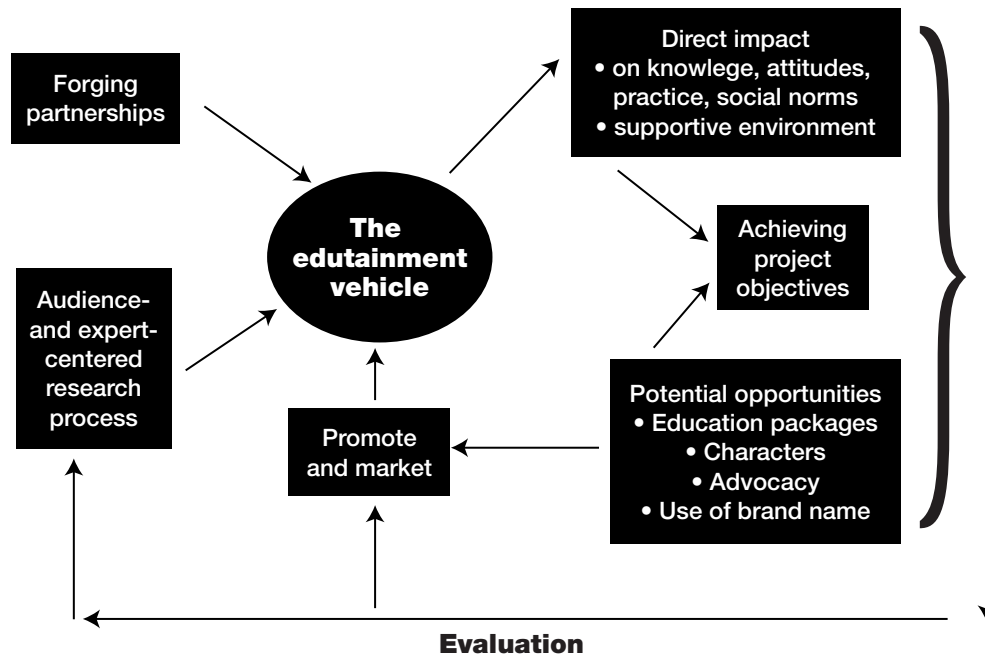 Forging
partnerships
Audience-
and expert-
centered
research
process
The
edutainment
vehicle
Promote
and market
Direct impact
• on knowlege, attitudes,
practice, social norms
• supportive environment
Achieving
project
objectives
Potential opportunities
• Education packages
• Characters
• Advocacy
• Use of brand name
Evaluation